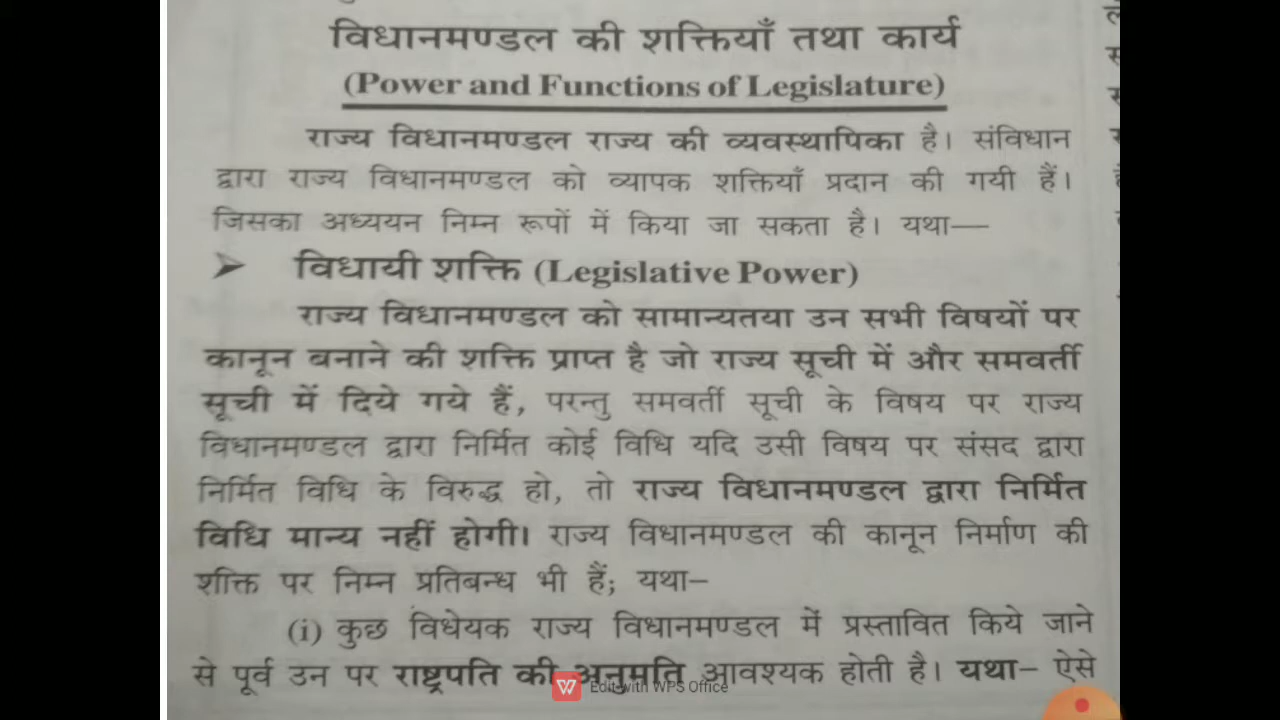 विधानमण्डल की शक्तियाँ तथा कार्य
(Power and Functions of Legislature)
राज्य विधानमण्डल राज्य की व्यवस्थापिका है। संविधान
द्वारा राज्य विधानमण्डल को व्यापक शक्तियाँ प्रदान की गयी हैं।
जिसका अध्ययन निम्न रूपों में किया जा सकता है। यथा—
➤ विधायी शक्ति (Legislative Power)
राज्य विधानमण्डल को सामान्यतया उन सभी विषयों पर
कानून बनाने की शक्ति प्राप्त है जो राज्य सूची में और समवर्ती
सूची में दिये गये हैं, परन्तु समवर्ती सूची के विषय पर राज्य
विधानमण्डल द्वारा निर्मित कोई विधि यदि उसी विषय पर संसद द्वारा
निर्मित विधि के विरुद्ध हो, तो राज्य विधानमण्डल द्वारा निर्मित
विधि मान्य नहीं होगी। राज्य विधानमण्डल की कानून निर्माण की
शक्ति पर निम्न प्रतिबन्ध भी हैं; यथा–
(i) कुछ विधेयक राज्य विधानमण्डल में प्रस्तावित किये जाने
से पूर्व उन पर राष्ट्रपति की अनुमति आवश्यक होती है। यथा– ऐसे
Edit with WPS Office